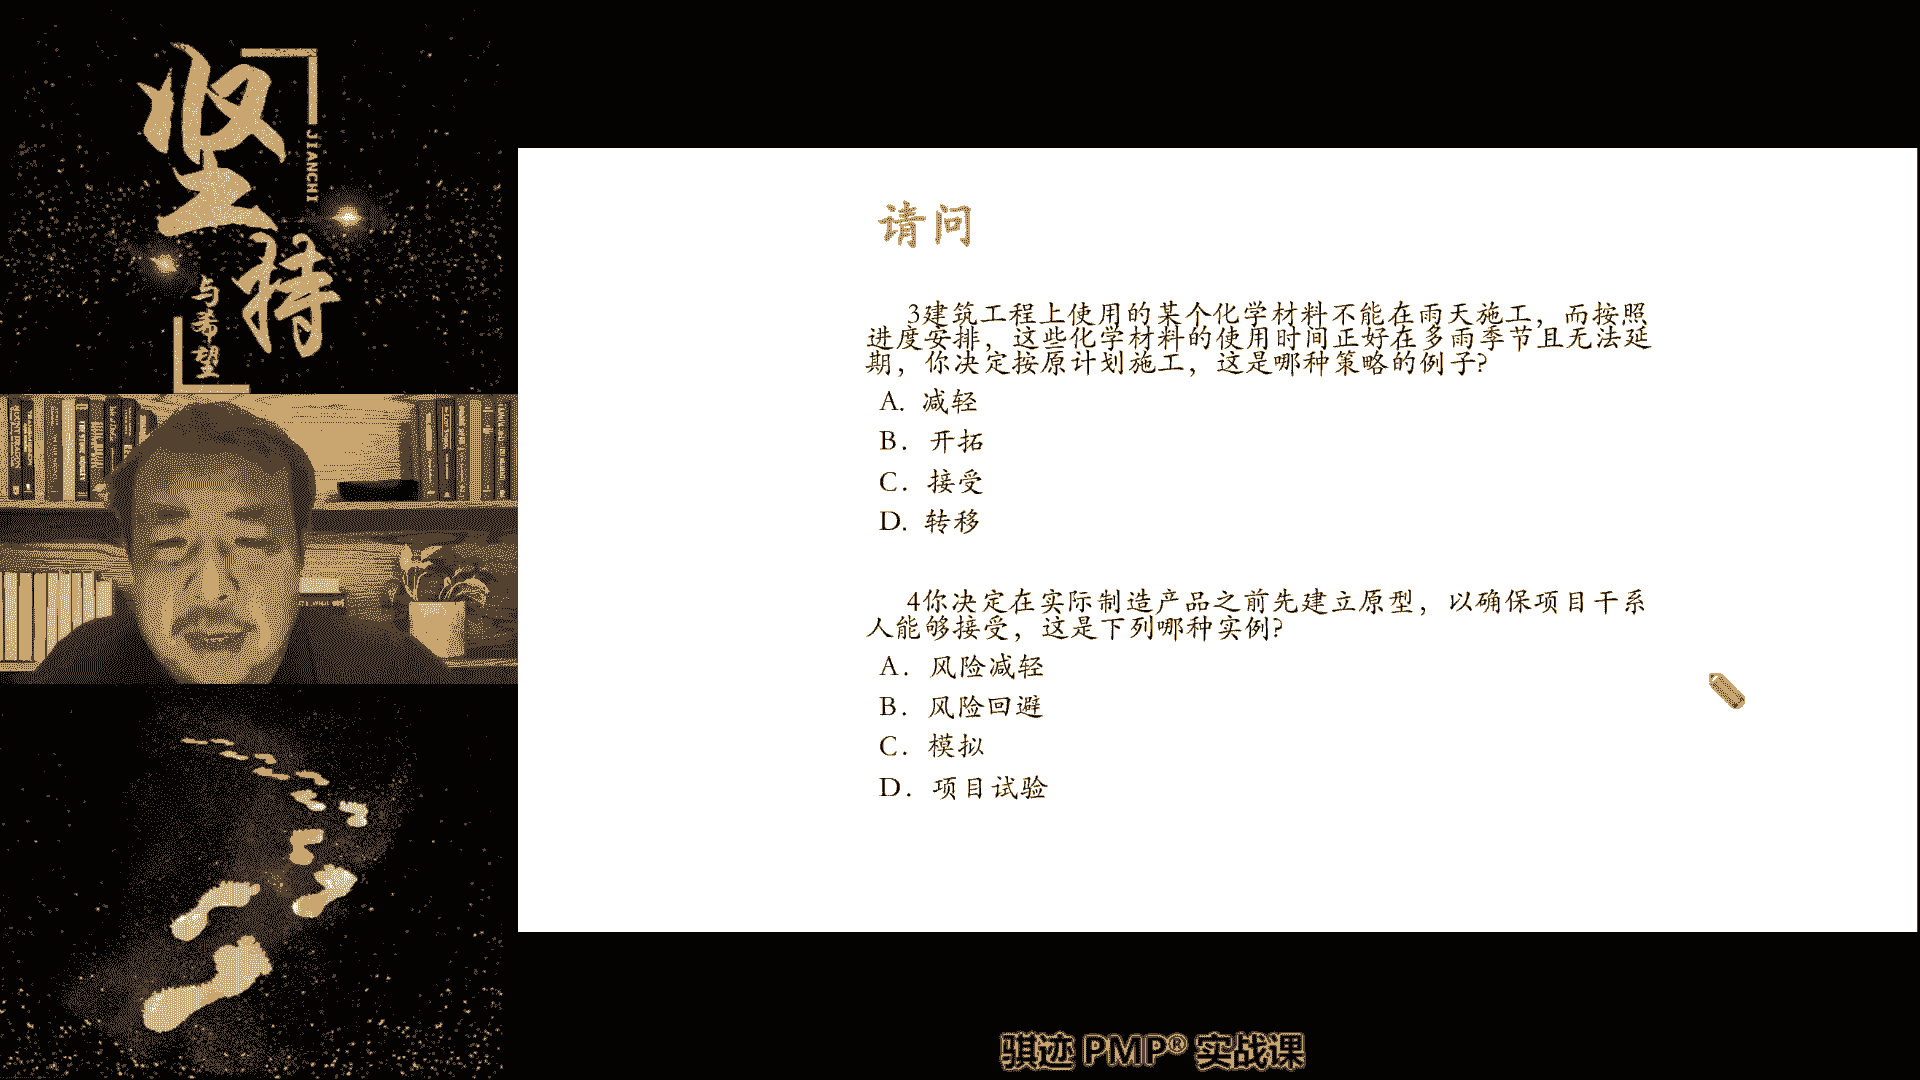 坚持
JIANCHI
与希望
请问
3建筑工程上使用的某个化学材料不能在雨天施工，而按照
进度安排，这些化学材料的使用时间正好在多雨季节且无法延
期，你决定按原计划施工，这是哪种策略的例子?
A. 减轻
B. 开拓
C. 接受
D. 转移
4你决定在实际制造产品之前先建立原型，以确保项目干系
人能够接受，这是下列哪种实例?
A. 风险减轻
B. 风险回避
C. 模拟
D. 项目试验
骐迹 PMP® 实战课